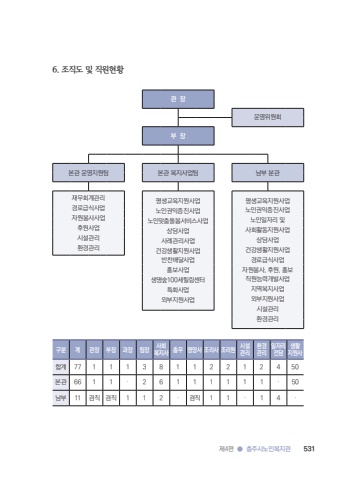 6. 조직도 및 직원현황
관 장
운영위원회
부 장
본관 운영지원팀
본관 복지사업팀
남부 분관
재무회계관리
경로급식사업
자원봉사사업
후원사업
시설관리
환경관리
평생교육지원사업
노인권익증진사업
노인맞춤돌봄서비스사업
상담사업
사례관리사업
건강생활지원사업
반찬배달사업
홍보사업
생명숲100세힐링센터
특화사업
외부지원사업
평생교육지원사업
노인권익증진사업
노인일자리 및
사회활동지원사업
상담사업
건강생활지원사업
경로급식사업
자원봉사, 후원, 홍보
직원능력개발사업
지역복지사업
외부지원사업
시설관리
환경관리
구분 계 관장 부장 과장 팀장 사회복지사 총무 영양사 조리사 조리원 시설관리 환경관리 일자리전담 생활지원사
합계 77 1 1 1 3 8 1 1 2 2 1 2 4 50
본관 66 1 1 · 2 6 1 1 1 1 1 1 · 50
남부 11 겸직 겸직 1 1 2 · 겸직 1 1 · 1 4 ·
제4편 ● 충주시노인복지관 531